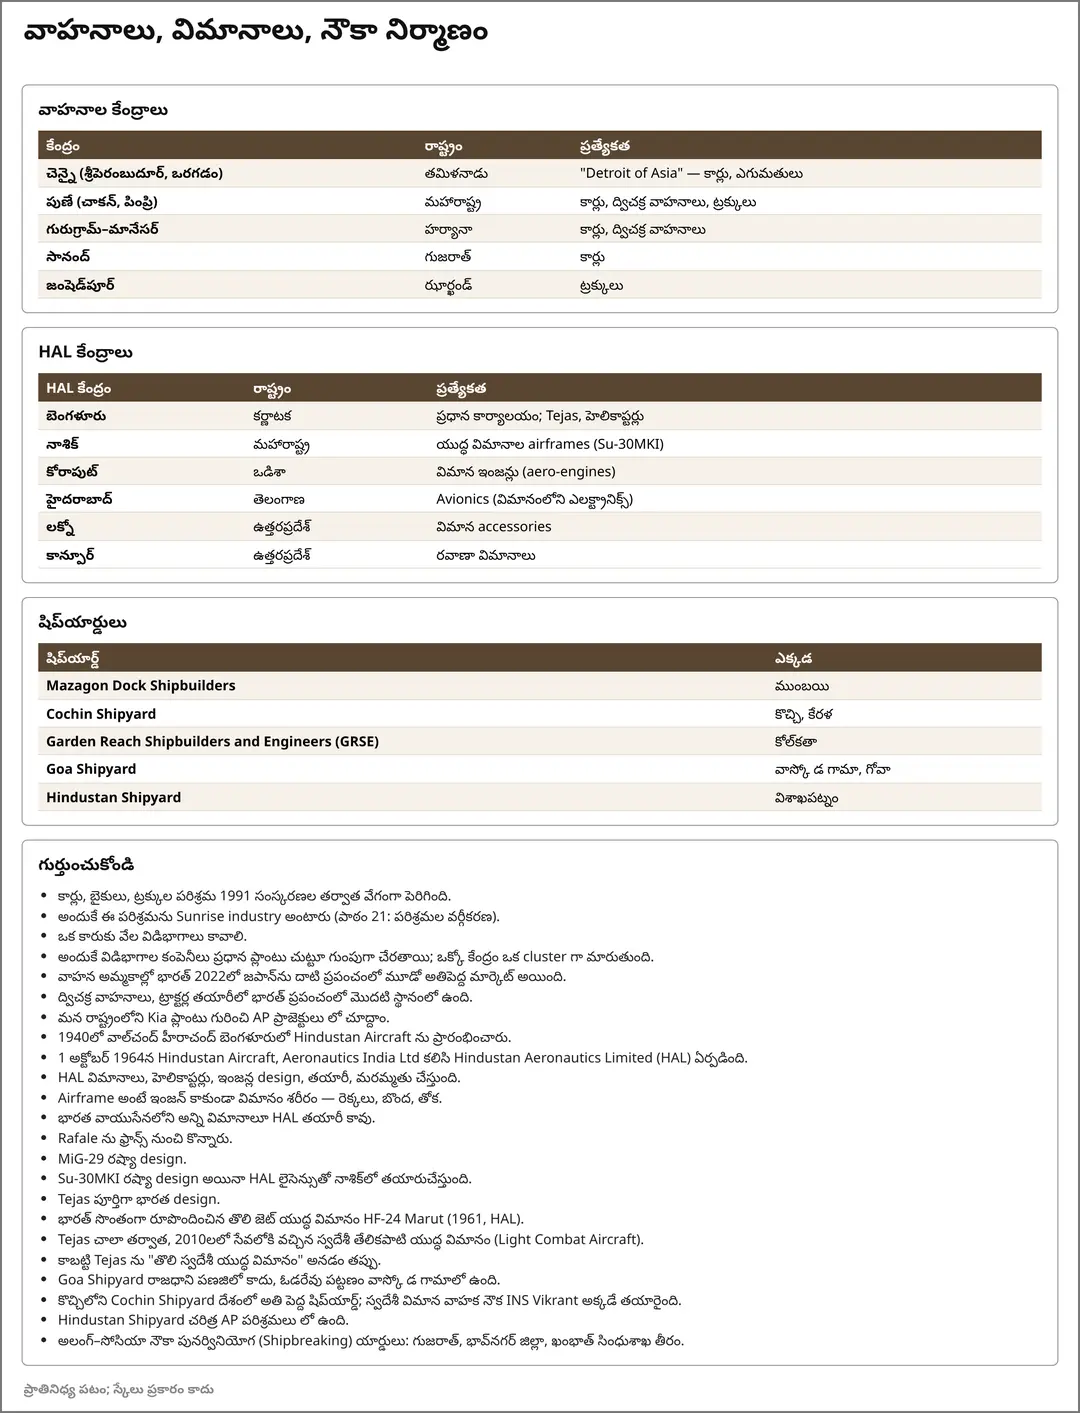 వాహనాలు, విమానాలు, నౌకా నిర్మాణం
వాహనాల కేంద్రాలు
కేంద్రం రాష్ట్రం ప్రత్యేకత
చెన్నై (శ్రీపెరంబుదూర్, ఒరగడం) తమిళనాడు "Detroit of Asia" — కార్లు, ఎగుమతులు
పుణే (చాకన్, పింప్రి) మహారాష్ట్ర కార్లు, ద్విచక్ర వాహనాలు, ట్రక్కులు
గురుగ్రామ్–మానేసర్ హర్యానా కార్లు, ద్విచక్ర వాహనాలు
సానంద్ గుజరాత్ కార్లు
జంషెడ్‌పూర్ ఝార్ఖండ్ ట్రక్కులు
HAL కేంద్రాలు
HAL కేంద్రం రాష్ట్రం ప్రత్యేకత
బెంగళూరు కర్ణాటక ప్రధాన కార్యాలయం; Tejas, హెలికాప్టర్లు
నాశిక్ మహారాష్ట్ర యుద్ధ విమానాల airframes (Su-30MKI)
కోరాపుట్ ఒడిశా విమాన ఇంజన్లు (aero-engines)
హైదరాబాద్ తెలంగాణ Avionics (విమానంలోని ఎలక్ట్రానిక్స్)
లక్నో ఉత్తరప్రదేశ్ విమాన accessories
కాన్పూర్ ఉత్తరప్రదేశ్ రవాణా విమానాలు
షిప్‌యార్డులు
షిప్‌యార్డ్ ఎక్కడ
Mazagon Dock Shipbuilders ముంబయి
Cochin Shipyard కొచ్చి, కేరళ
Garden Reach Shipbuilders and Engineers (GRSE) కోల్‌కతా
Goa Shipyard వాస్కో డ గామా, గోవా
Hindustan Shipyard విశాఖపట్నం
గుర్తుంచుకోండి
• కార్లు, బైకులు, ట్రక్కుల పరిశ్రమ 1991 సంస్కరణల తర్వాత వేగంగా పెరిగింది.
• అందుకే ఈ పరిశ్రమను Sunrise industry అంటారు (పాఠం 21: పరిశ్రమల వర్గీకరణ).
• ఒక కారుకు వేల విడిభాగాలు కావాలి.
• అందుకే విడిభాగాల కంపెనీలు ప్రధాన ప్లాంటు చుట్టూ గుంపుగా చేరతాయి; ఒక్కో కేంద్రం ఒక cluster గా మారుతుంది.
• వాహన అమ్మకాల్లో భారత్ 2022లో జపాన్‌ను దాటి ప్రపంచంలో మూడో అతిపెద్ద మార్కెట్ అయింది.
• ద్విచక్ర వాహనాలు, ట్రాక్టర్ల తయారీలో భారత్ ప్రపంచంలో మొదటి స్థానంలో ఉంది.
• మన రాష్ట్రంలోని Kia ప్లాంటు గురించి AP ప్రాజెక్టులు లో చూద్దాం.
• 1940లో వాల్‌చంద్ హీరాచంద్ బెంగళూరులో Hindustan Aircraft ను ప్రారంభించారు.
• 1 అక్టోబర్ 1964న Hindustan Aircraft, Aeronautics India Ltd కలిసి Hindustan Aeronautics Limited (HAL) ఏర్పడింది.
• HAL విమానాలు, హెలికాప్టర్లు, ఇంజన్ల design, తయారీ, మరమ్మతు చేస్తుంది.
• Airframe అంటే ఇంజన్ కాకుండా విమానం శరీరం — రెక్కలు, బొంద, తోక.
• భారత వాయుసేనలోని అన్ని విమానాలూ HAL తయారీ కావు.
• Rafale ను ఫ్రాన్స్ నుంచి కొన్నారు.
• MiG-29 రష్యా design.
• Su-30MKI రష్యా design అయినా HAL లైసెన్సుతో నాశిక్‌లో తయారుచేస్తుంది.
• Tejas పూర్తిగా భారత design.
• భారత్ సొంతంగా రూపొందించిన తొలి జెట్ యుద్ధ విమానం HF-24 Marut (1961, HAL).
• Tejas చాలా తర్వాత, 2010లలో సేవలోకి వచ్చిన స్వదేశీ తేలికపాటి యుద్ధ విమానం (Light Combat Aircraft).
• కాబట్టి Tejas ను "తొలి స్వదేశీ యుద్ధ విమానం" అనడం తప్పు.
• Goa Shipyard రాజధాని పణజిలో కాదు, ఓడరేవు పట్టణం వాస్కో డ గామాలో ఉంది.
• కొచ్చిలోని Cochin Shipyard దేశంలో అతి పెద్ద షిప్‌యార్డ్; స్వదేశీ విమాన వాహక నౌక INS Vikrant అక్కడే తయారైంది.
• Hindustan Shipyard చరిత్ర AP పరిశ్రమలు లో ఉంది.
• అలంగ్–సోసియా నౌకా పునర్వినియోగ (Shipbreaking) యార్డులు: గుజరాత్, భావ్‌నగర్ జిల్లా, ఖంభాత్ సింధుశాఖ తీరం.
ప్రాతినిధ్య పటం; స్కేలు ప్రకారం కాదు